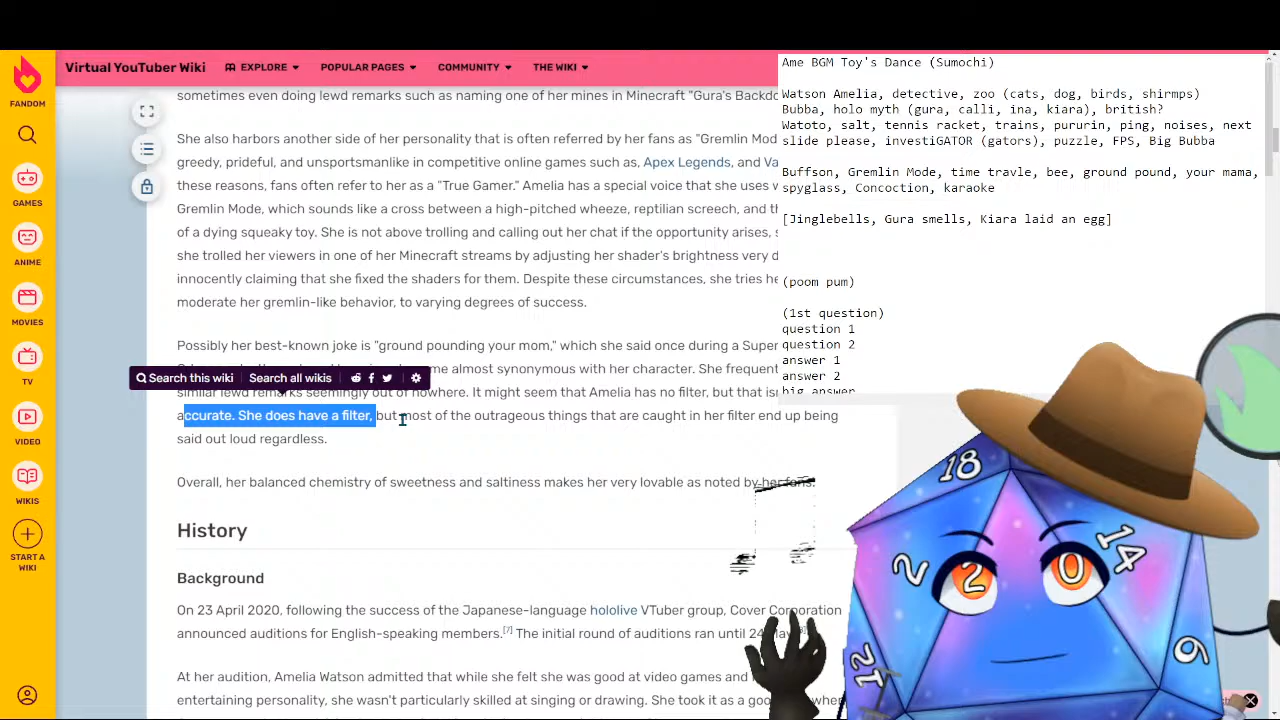 Virtual YouTuber Wiki
EXPLORE
POPULAR PAGES
COMMUNITY
THE WIKI
FANDOM
GAMES
ANIME
MOVIES
TV
VIDEO
WIKIS
START A
WIKI
sometimes even doing lewd remarks such as naming one of her mines in Minecraft "Gura's Backdo
She also harbors another side of her personality that is often referred by her fans as "Gremlin Mod
greedy, prideful, and unsportsmanlike in competitive online games such as, Apex Legends, and Va
these reasons, fans often refer to her as a "True Gamer." Amelia has a special voice that she uses w
Gremlin Mode, which sounds like a cross between a high-pitched wheeze, reptilian screech, and th
of a dying squeaky toy. She is not above trolling and calling out her chat if the opportunity arises, s
she trolled her viewers in one of her Minecraft streams by adjusting her shader's brightness very d
innocently claiming that she fixed the shaders for them. Despite these circumstances, she tries he
moderate her gremlin-like behavior, to varying degrees of success.
Possibly her best-known joke is "ground pounding your mom," which she said once during a Super
me almost synonymous with her character. She frequent
Search this wiki
Search all wikis
similar lewd remarks seemingly out of nowhere. It might seem that Amelia has no filter, but that is
accurate. She does have a filter, but most of the outrageous things that are caught in her filter end up being
said out loud regardless.
Overall, her balanced chemistry of sweetness and saltiness makes her very lovable as noted by her fans.
History
Background
On 23 April 2020, following the success of the Japanese-language hololive VTuber group, Cover Corporation
announced auditions for English-speaking members.[7] The initial round of auditions ran until 24 May
At her audition, Amelia Watson admitted that while she felt she was good at video games and
entertaining personality, she wasn't particularly skilled at singing or drawing. She took it as a goo
Ame BGM Toy's Dance (Sumochi)
Watson Amelia, detective, zoo (cats, dog, birds, shirmps)
Bubba, holo myth (gura, calli, ina, kiara), british?
Watoto, salt, tennis racket, trains, pururin, ping, noises, next
slide please, investiGATOR (gators), puzzle, FPS, Big Bubba
Buffson, Gremlin Mode, time travle, bee, ground pound, your mama,
spyglass, Concoction, karaoke
[Jinglebells, Gura smells, Kiara laid an egg]
(poom pum)
(1st question)
question 1
question 2
answer 1
answer 2
big answer
18
14
2
2
0
12
6